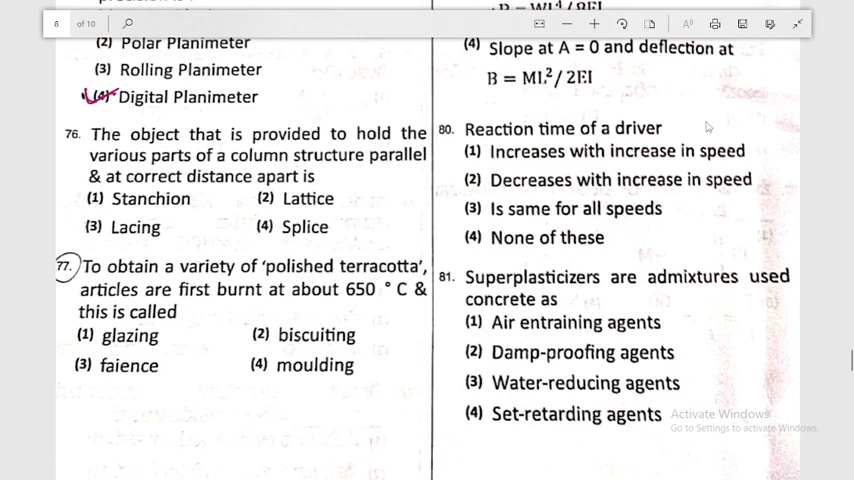 8 of 10
(2) Polar Planimeter
(3) Rolling Planimeter
(4) Digital Planimeter
76. The object that is provided to hold the
various parts of a column structure parallel
& at correct distance apart is
(1) Stanchion (2) Lattice
(3) Lacing (4) Splice
77. To obtain a variety of ‘polished terracotta’,
articles are first burnt at about 650 ° C &
this is called
(1) glazing (2) biscuiting
(3) faience (4) moulding
(4) Slope at A = 0 and deflection at
B = ML²/ 2EI
80. Reaction time of a driver
(1) Increases with increase in speed
(2) Decreases with increase in speed
(3) Is same for all speeds
(4) None of these
81. Superplasticizers are admixtures used
concrete as
(1) Air entraining agents
(2) Damp-proofing agents
(3) Water-reducing agents
(4) Set-retarding agents
Activate Windows
Go to Settings to activate Windows.